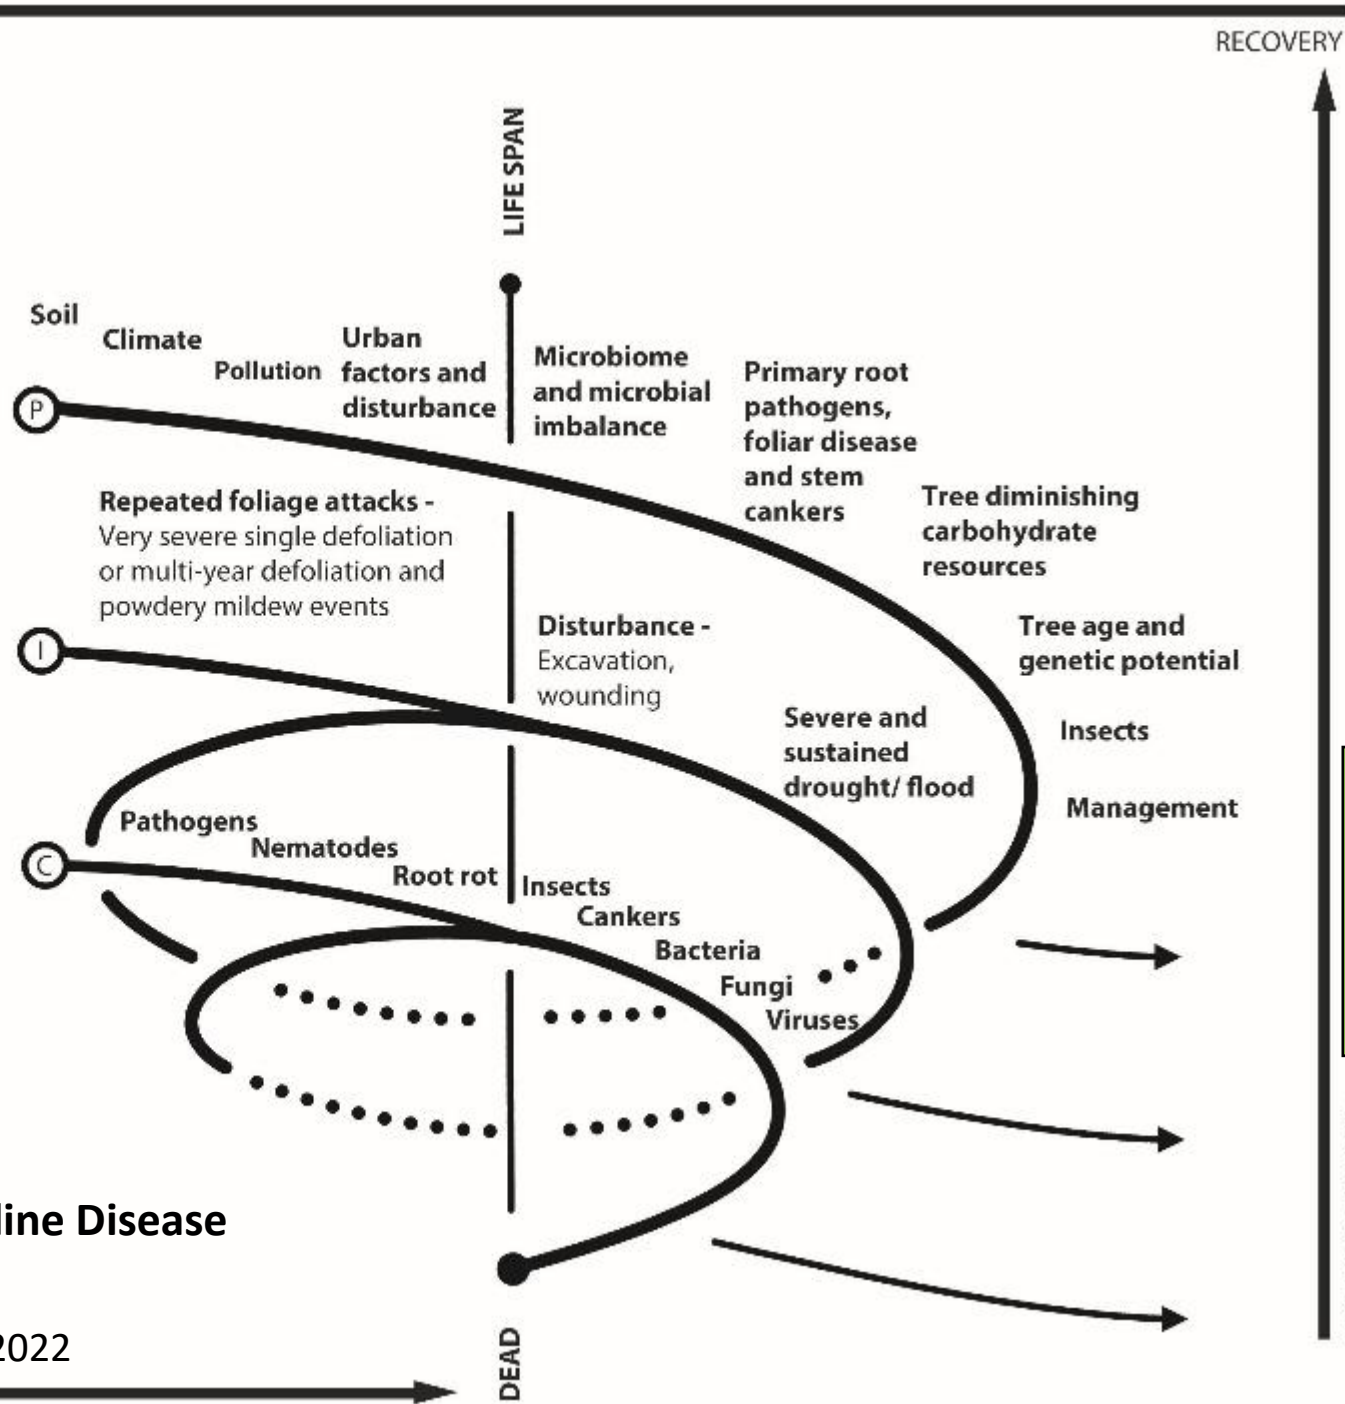 RECOVERY
LIFE SPAN
Soil
Climate
Pollution
Urban
factors and
disturbance
Microbiome
and microbial
imbalance
Primary root
pathogens,
foliar disease
and stem
cankers
Tree diminishing
carbohydrate
resources
Tree age and
genetic potential
Insects
Management
P
Repeated foliage attacks -
Very severe single defoliation
or multi-year defoliation and
powdery mildew events
I
Disturbance -
Excavation,
wounding
Severe and
sustained
drought/ flood
C
Pathogens
Nematodes
Root rot
Insects
Cankers
Bacteria
Fungi
Viruses
line Disease
2022
DEAD